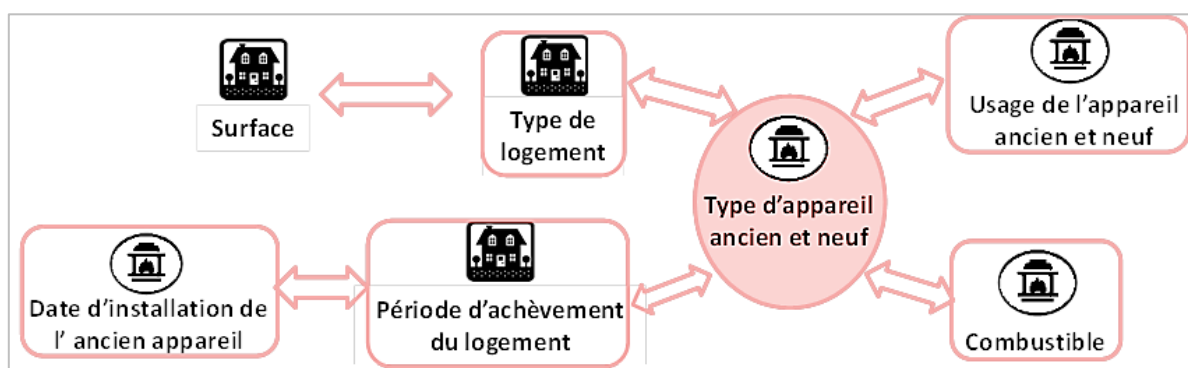 Surface
Type de
logement
Type d'appareil
ancien et neuf
Usage de l'appareil
ancien et neuf
Date d'installation de
l' ancien appareil
Période d'achèvement
du logement
Combustible